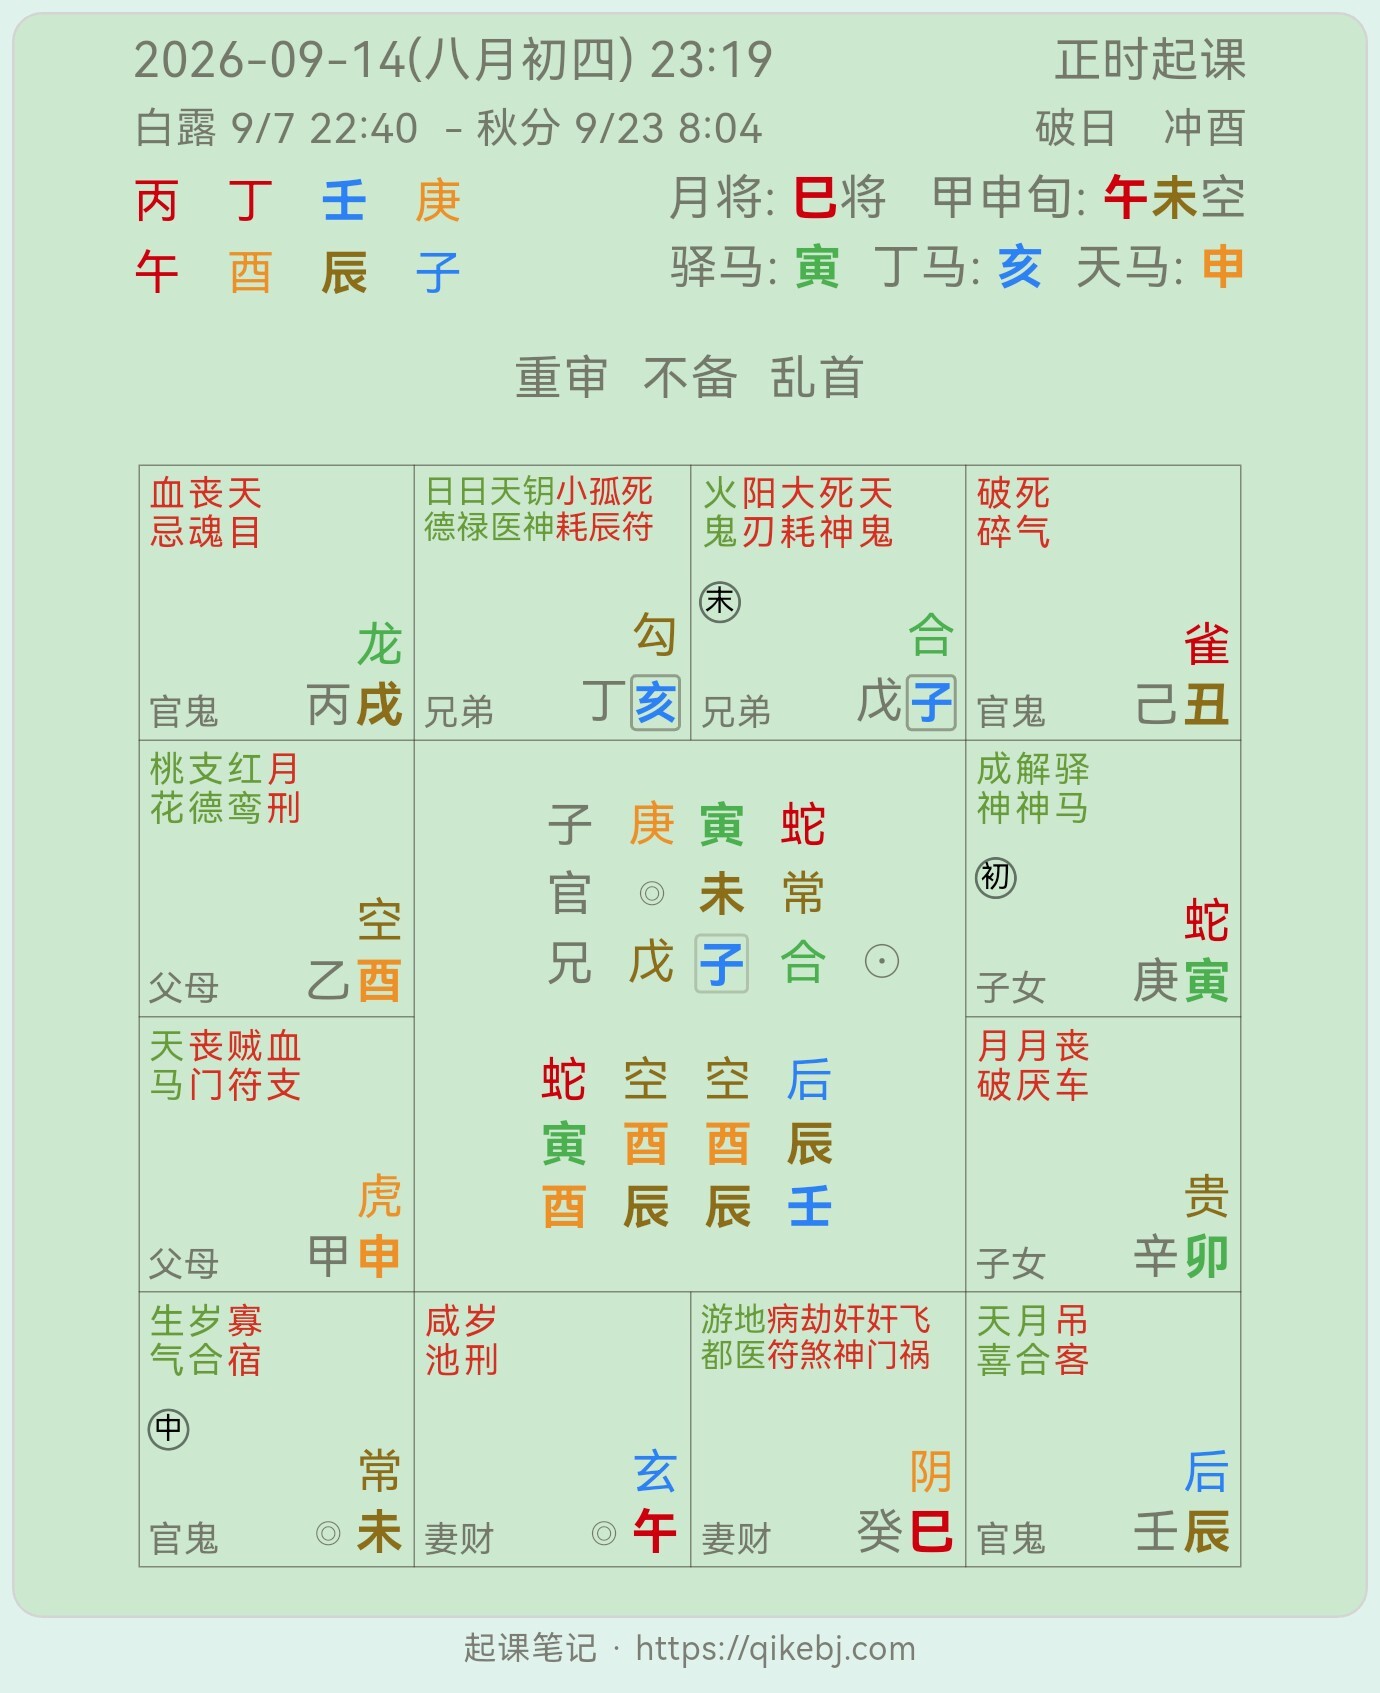 2026-09-14(八月初四) 23:19 正时起课
白露 9/7 22:40 - 秋分 9/23 8:04 破日 冲酉
丙 丁 壬 庚 月将: 巳将 甲申旬: 午未空
午 酉 辰 子 驿马: 寅 丁马: 亥 天马: 申
重审 不备 乱首
血忌 丧魂 天目
龙
官鬼 丙戌
日德 日禄 天医 钥神 小耗 孤辰 死符
勾
兄弟 丁亥
火鬼 阳刃 大耗 死神 天鬼
末
合
兄弟 戊子
破碎 死气
雀
官鬼 己丑
桃花 支德 红鸾 月刑
空
父母 乙酉
子 庚 寅 蛇
官 ◎ 未 常
兄 戊 子 合 ⊙
蛇 空 空 后
寅 酉 酉 辰
酉 辰 辰 壬
成神 解神 驿马
初
蛇
子女 庚寅
天马 丧门 贼符 血支
虎
父母 甲申
月破 月厌 丧车
贵
子女 辛卯
生气 岁合 寡宿
中
常
官鬼 ◎ 未
咸池 岁刑
玄
妻财 ◎ 午
游都 地医 病符 劫煞 奸神 奸门 飞祸
阴
妻财 癸巳
天喜 月合 吊客
后
官鬼 壬辰
起课笔记 · https://qikebj.com